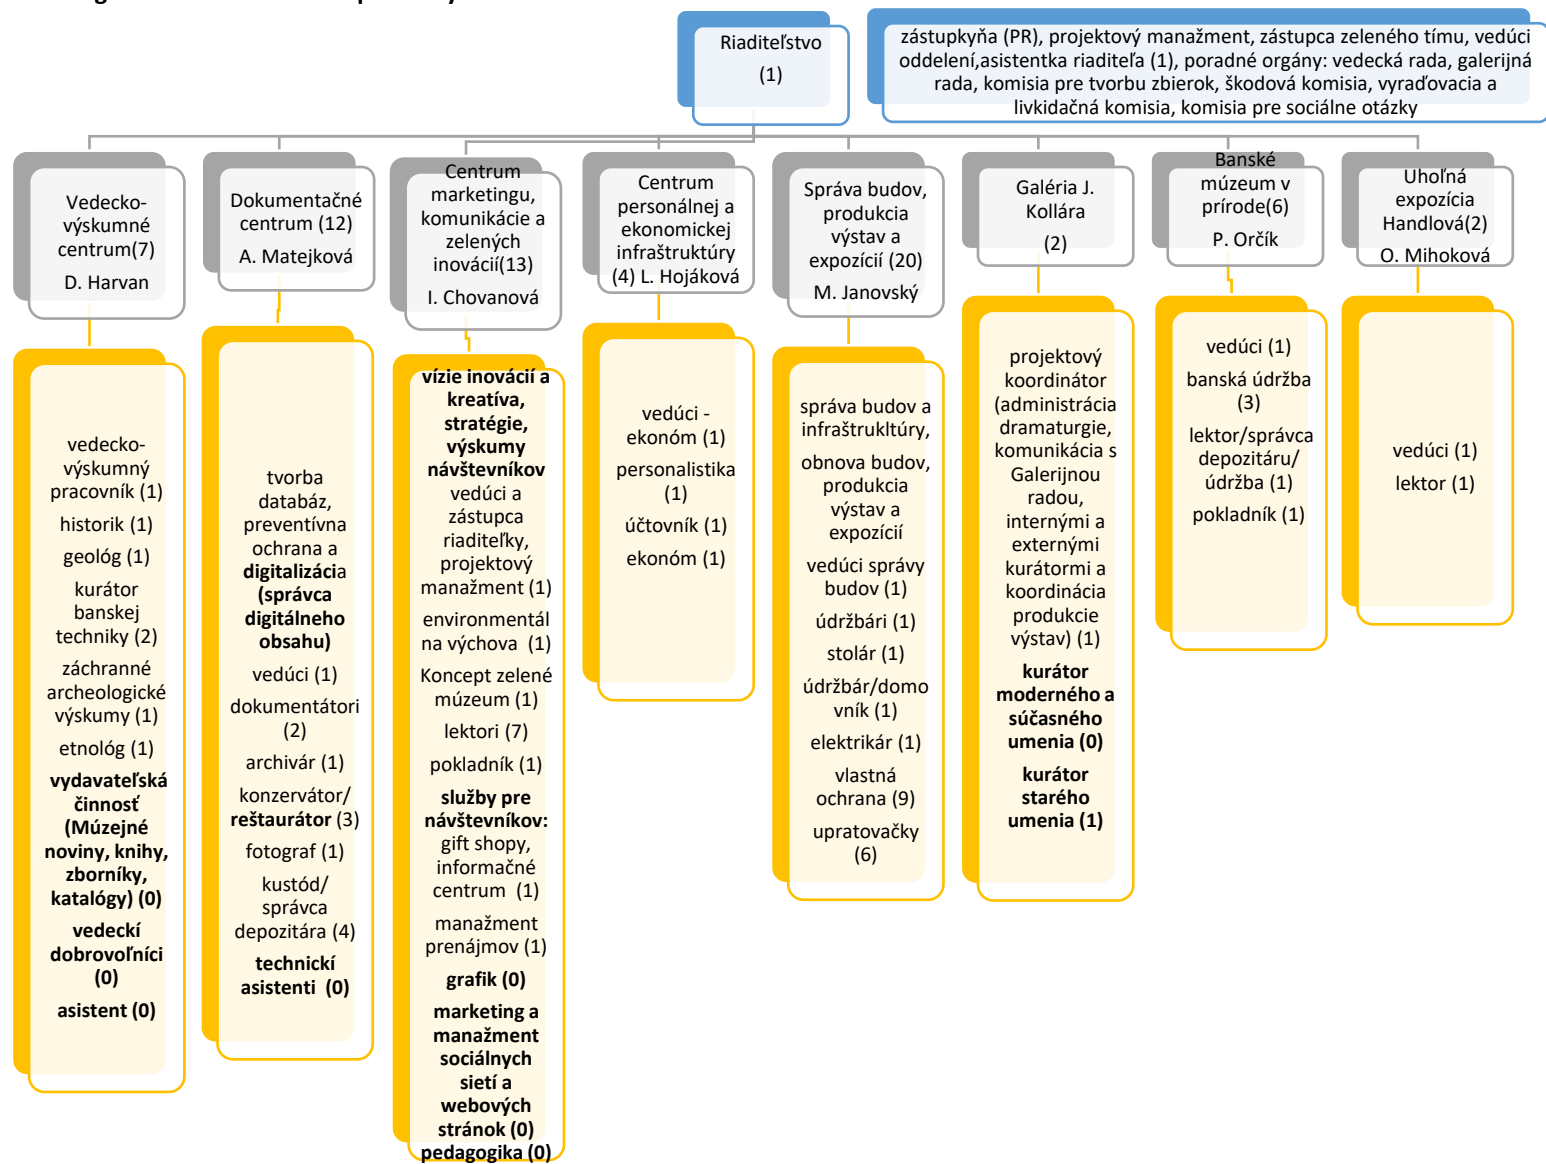 Riaditeľstvo
(1)
zástupkyňa (PR), projektový manažment, zástupca zeleného tímu, vedúci
oddelení,asistentka riaditeľa (1), poradné orgány: vedecká rada, galerijná
rada, komisia pre tvorbu zbierok, škodová komisia, vyraďovacia a
livkidačná komisia, komisia pre sociálne otázky
Vedecko-
výskumné
centrum(7)
D. Harvan
Dokumentačné
centrum (12)
A. Matejková
Centrum
marketingu,
komunikácie a
zelených
inovácií(13)
I. Chovanová
Centrum
personálnej a
ekonomickej
infraštruktúry
(4) L. Hojáková
Správa budov,
produkcia
výstav a
expozícií (20)
M. Janovský
Galéria J.
Kollára
(2)
Banské
múzeum v
prírode(6)
P. Orčík
Uhoľná
expozícia
Handlová(2)
O. Mihoková
vedecko-
výskumný
pracovník (1)
historik (1)
geológ (1)
kurátor
banskej
techniky (2)
záchranné
archeologické
výskumy (1)
etnológ (1)
vydavateľská
činnosť
(Múzejné
noviny, knihy,
zborníky,
katalógy) (0)
vedeckí
dobrovoľníci
(0)
asistent (0)
tvorba
databáz,
preventívna
ochrana a
digitalizácia
(správca
digitálneho
obsahu)
vedúci (1)
dokumentátori
(2)
archivár (1)
konzervátor/
reštaurátor (3)
fotograf (1)
kustód/
správca
depozitára (4)
technickí
asistenti (0)
vízie inovácií a
kreatíva,
stratégie,
výskumy
návštevníkov
vedúci a
zástupca
riaditeľky,
projektový
manažment (1)
environmentál
na výchova (1)
Koncept zelené
múzeum (1)
lektori (7)
pokladník (1)
služby pre
návštevníkov:
gift shopy,
informačné
centrum (1)
manažment
prenájmov (1)
grafik (0)
marketing a
manažment
sociálnych
sietí a
webových
stránok (0)
pedagogika (0)
vedúci -
ekonóm (1)
personalistika
(1)
účtovník (1)
ekonóm (1)
správa budov a
infraštrukltúry,
obnova budov,
produkcia
výstav a
expozícií
vedúci správy
budov (1)
údržbári (1)
stolár (1)
údržbár/domo
vník (1)
elektrikár (1)
vlastná
ochrana (9)
upratovačky
(6)
projektový
koordinátor
(administrácia
dramaturgie,
komunikácia s
Galerijnou
radou,
internými a
externými
kurátormi a
koordinácia
produkcie
výstav) (1)
kurátor
moderného a
súčasného
umenia (0)
kurátor
starého
umenia (1)
vedúci (1)
banská údržba
(3)
lektor/správca
depozitáru/
údržba (1)
pokladník (1)
vedúci (1)
lektor (1)